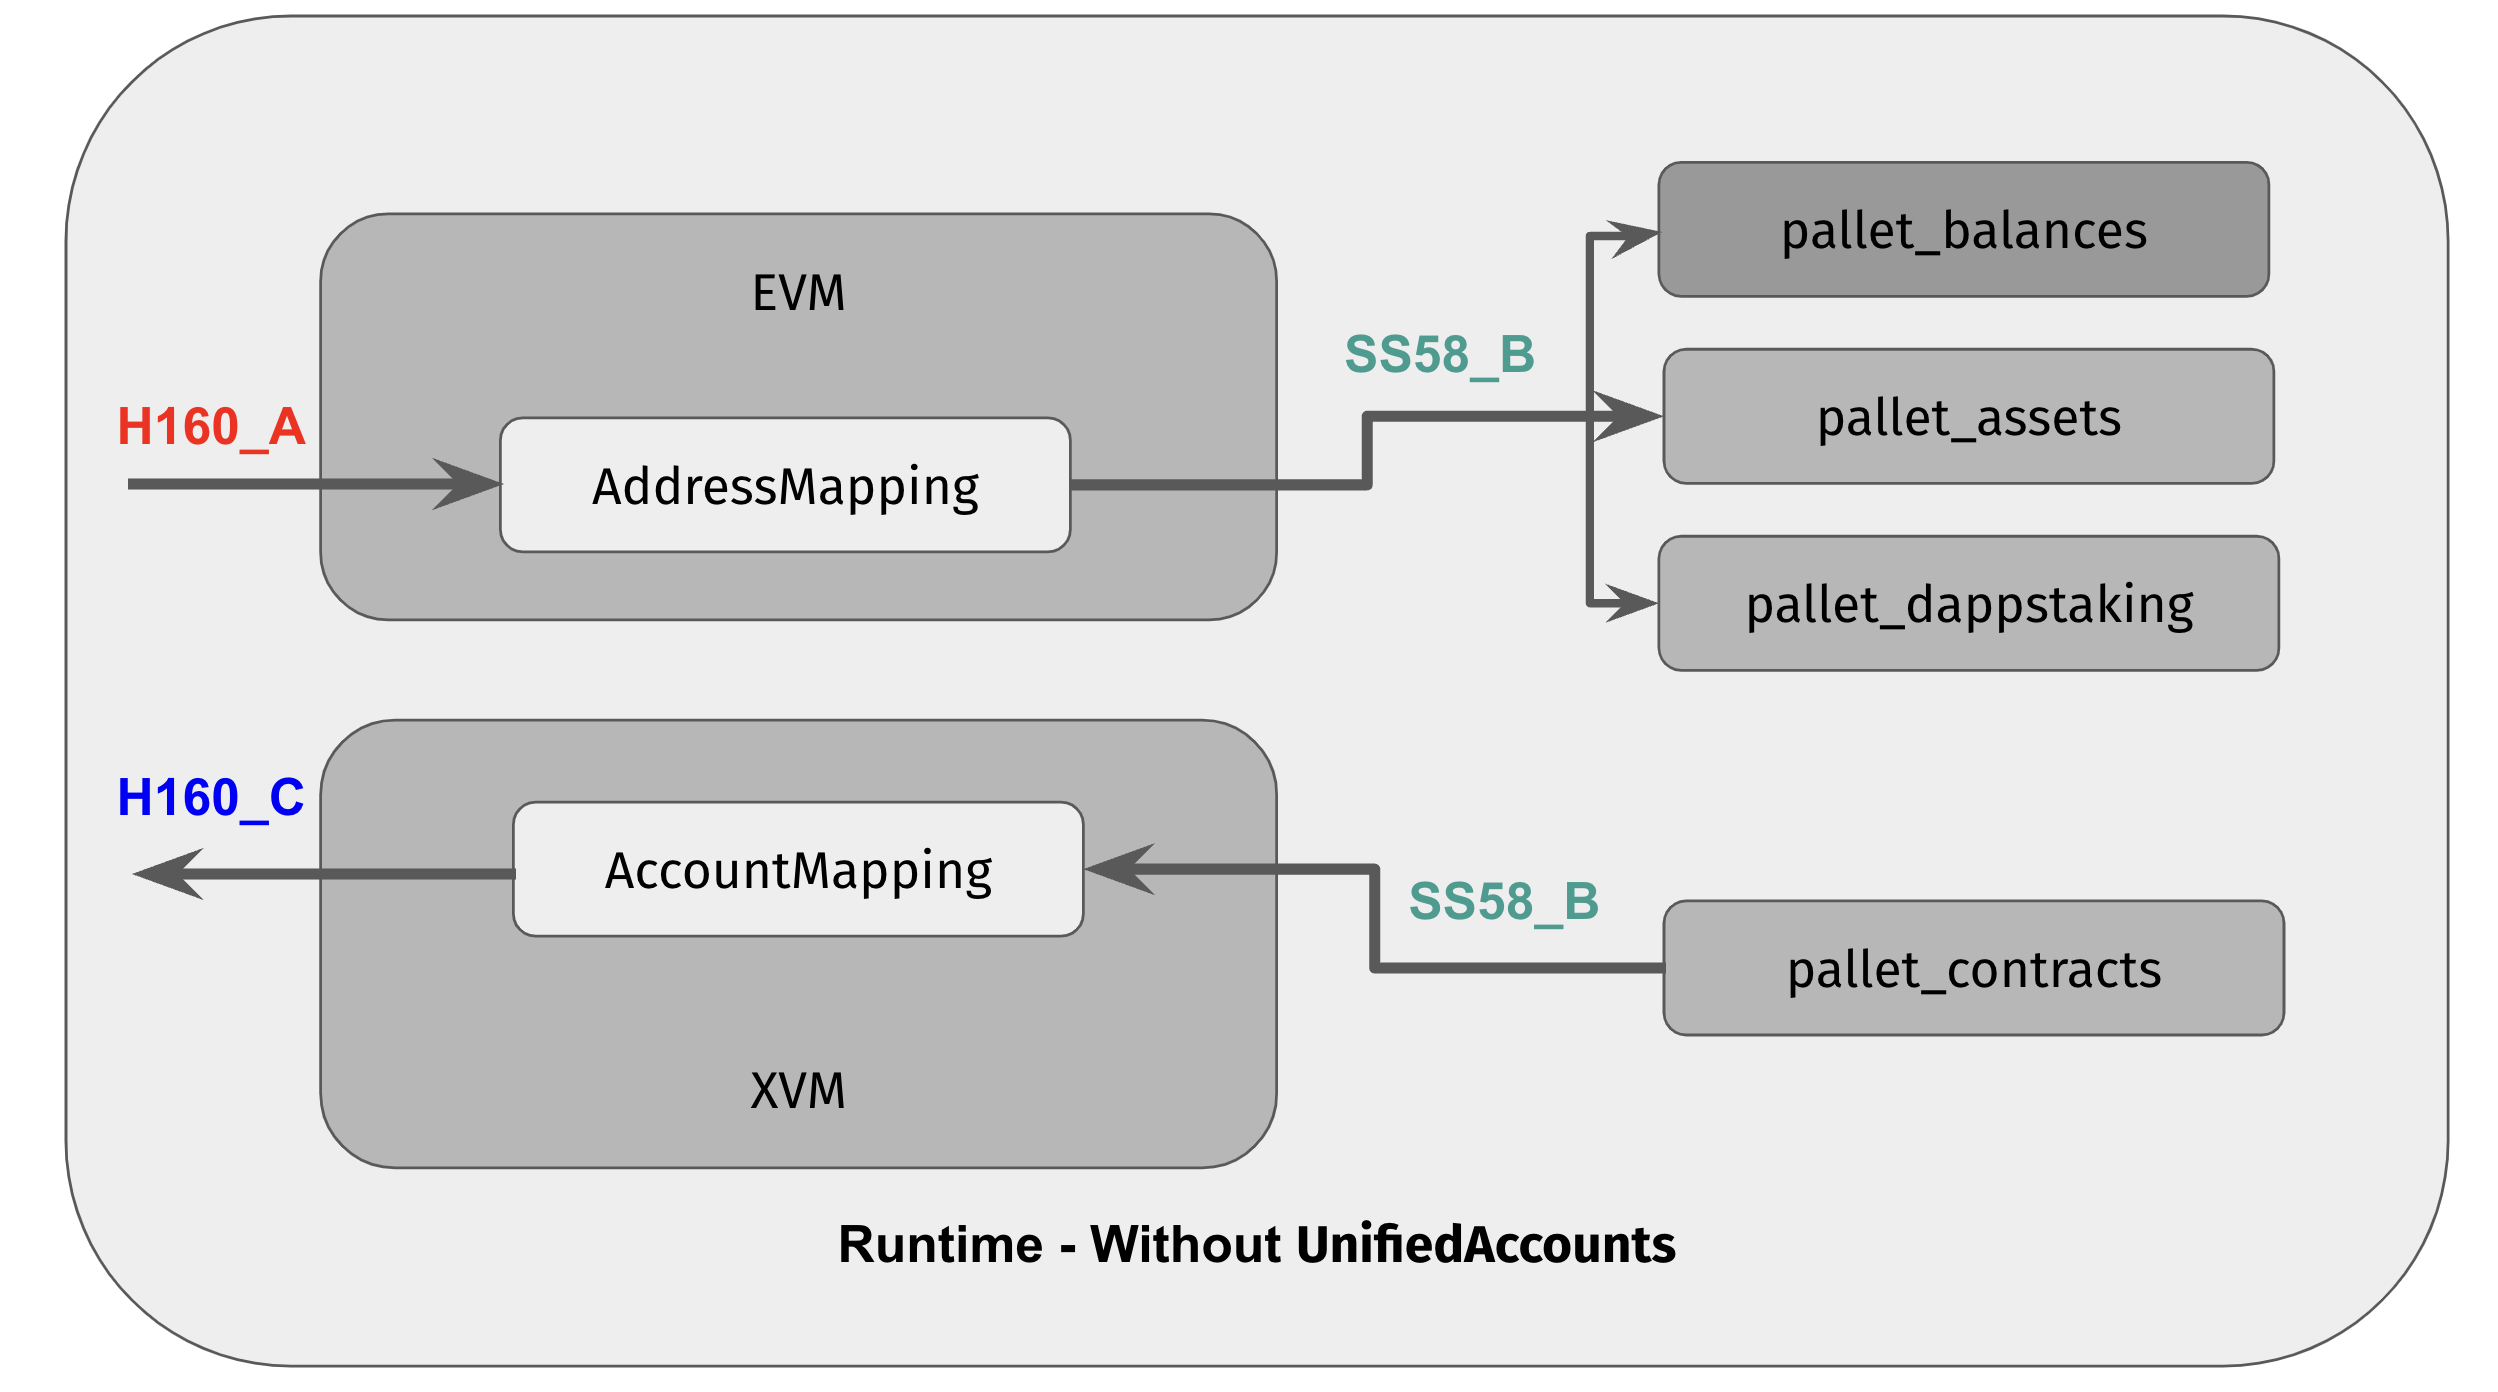 EVM
pallet_balances
SS58_B
H160_A
pallet_assets
AddressMapping
pallet_dappstaking
H160_C
AccountMapping
SS58_B
pallet_contracts
XVM
Runtime - Without UnifiedAccounts